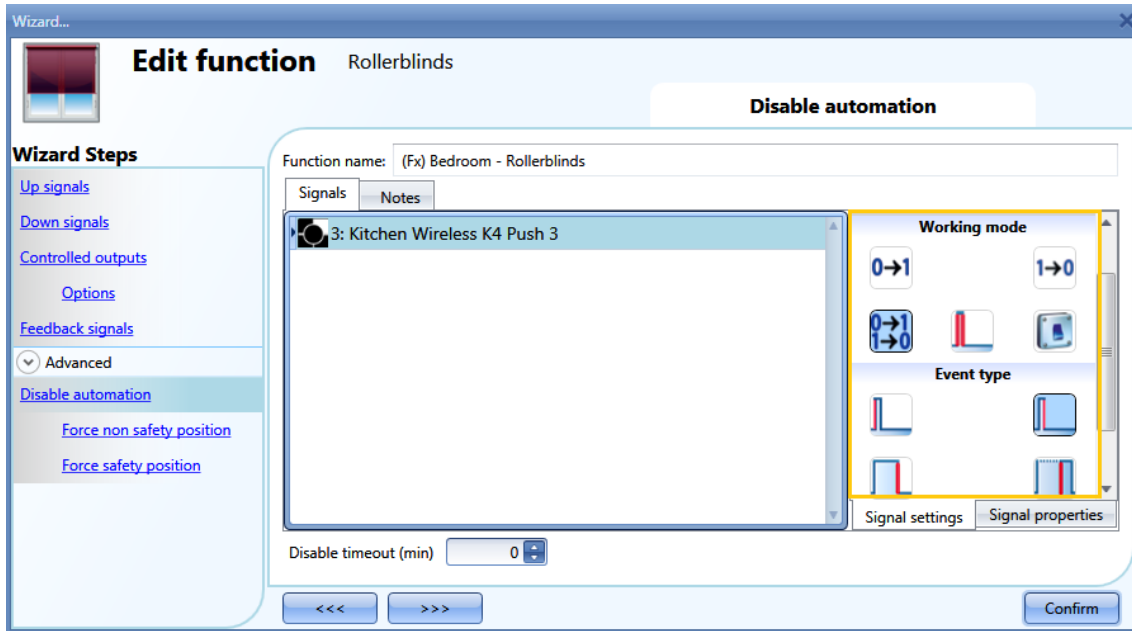 Wizard...
Edit function Rollerblinds
Disable automation
Wizard Steps
Up signals
Down signals
Controlled outputs
Options
Feedback signals
Advanced
Disable automation
Force non safety position
Force safety position
Function name: (Fx) Bedroom - Rollerblinds
Signals Notes
3: Kitchen Wireless K4 Push 3
Working mode
0→1 1→0
0→1
1→0
Event type
Signal settings Signal properties
Disable timeout (min) 0
<<< >>> Confirm